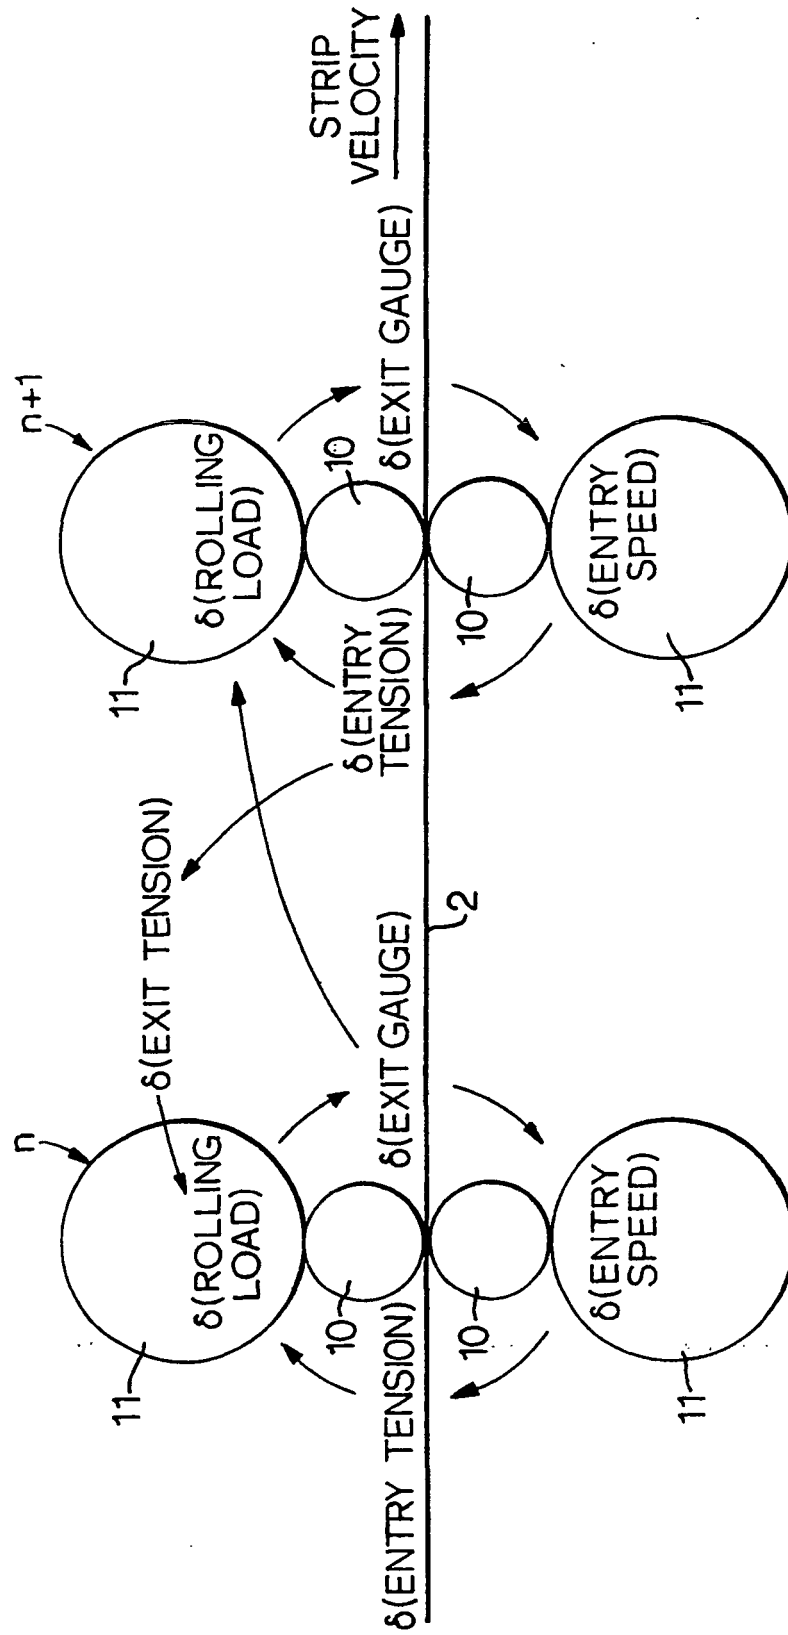 n
δ(EXIT TENSION)
n+1
11
δ(ROLLING
LOAD)
11
δ(ROLLING
LOAD)
10
10
δ(ENTRY TENSION)
δ(EXIT GAUGE)
δ(ENTRY
TENSION)
δ(EXIT GAUGE)
STRIP
VELOCITY
2
10
10
δ(ENTRY
SPEED)
δ(ENTRY
SPEED)
11
11